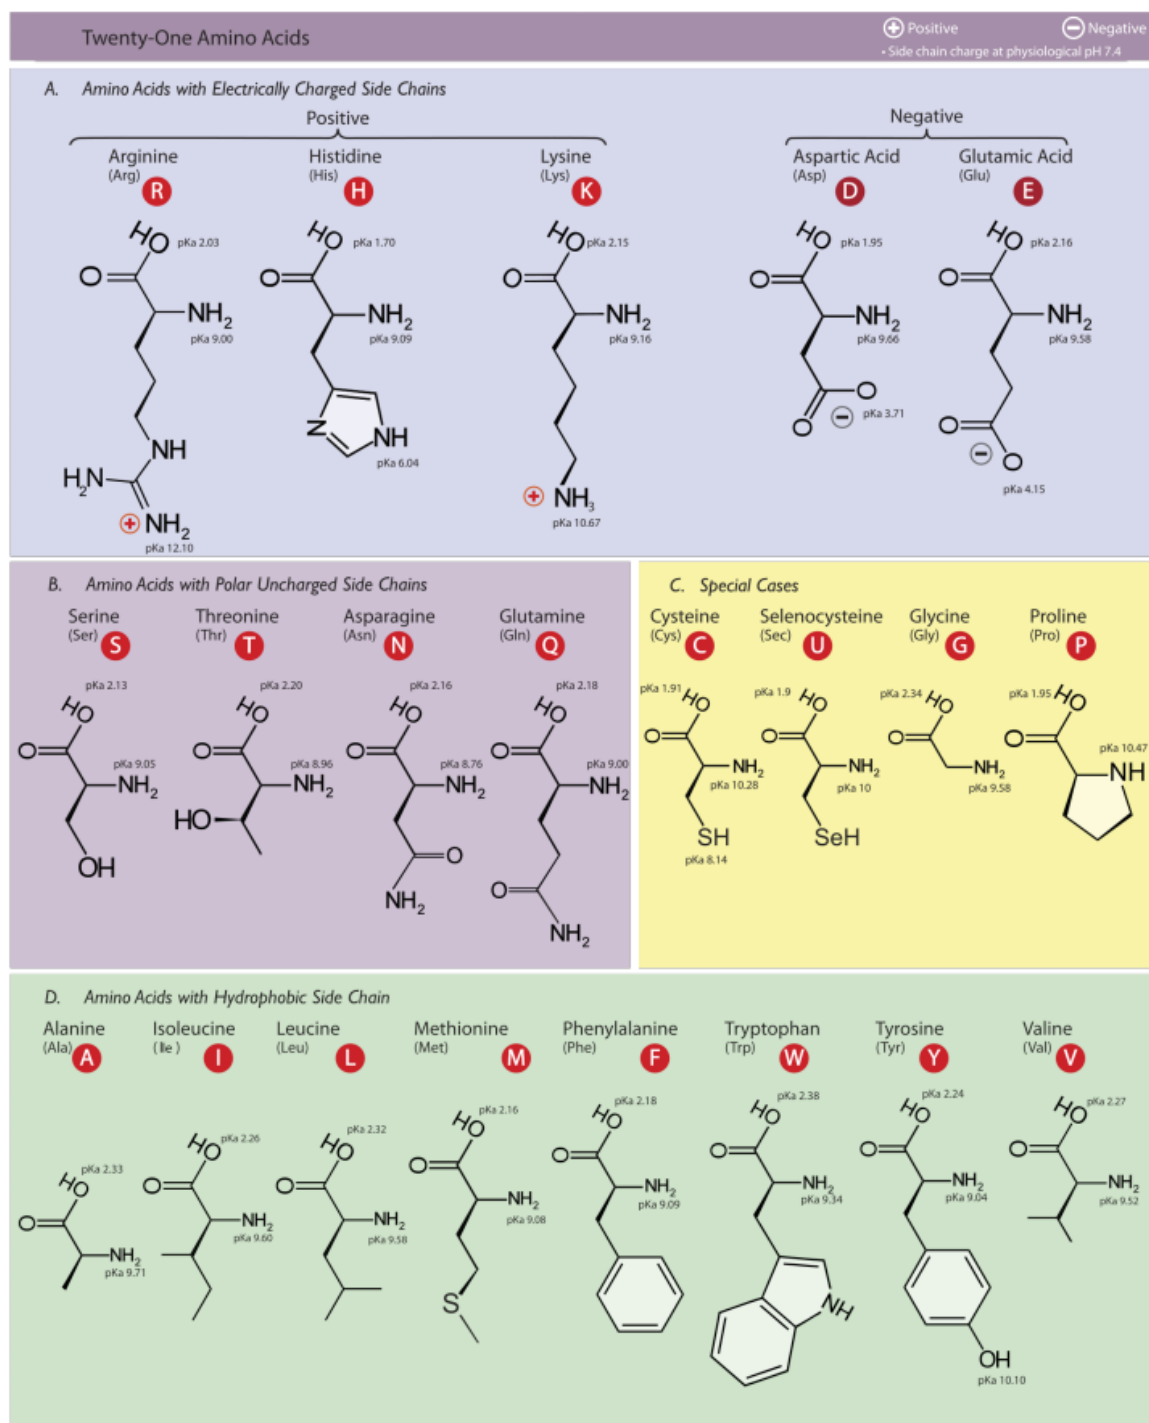 Twenty-One Amino Acids
+ Positive
− Negative
• Side chain charge at physiological pH 7.4
A. Amino Acids with Electrically Charged Side Chains
Positive
Negative
Arginine
(Arg)
R
Histidine
(His)
H
Lysine
(Lys)
K
Aspartic Acid
(Asp)
D
Glutamic Acid
(Glu)
E
HO pKa 2.03
O
NH2
pKa 9.00
NH
H2N
+ NH2
pKa 12.10
HO pKa 1.70
O
NH2
pKa 9.09
N
NH
pKa 6.04
HO pKa 2.15
O
NH2
pKa 9.16
+ NH3
pKa 10.67
HO pKa 1.95
O
NH2
pKa 9.66
O
O
− pKa 3.71
HO pKa 2.16
O
NH2
pKa 9.58
O
− O
pKa 4.15
B. Amino Acids with Polar Uncharged Side Chains
Serine
(Ser)
S
Threonine
(Thr)
T
Asparagine
(Asn)
N
Glutamine
(Gln)
Q
pKa 2.13
HO
O
pKa 9.05
NH2
OH
pKa 2.20
HO
O
pKa 8.96
NH2
HO
pKa 2.16
HO
O
pKa 8.76
NH2
O
NH2
pKa 2.18
HO
O
pKa 9.00
NH2
O
NH2
C. Special Cases
Cysteine
(Cys)
C
Selenocysteine
(Sec)
U
Glycine
(Gly)
G
Proline
(Pro)
P
pKa 1.91 HO
O
NH2
pKa 10.28
SH
pKa 8.14
pKa 1.9 HO
O
NH2
pKa 10
SeH
pKa 2.34 HO
O
NH2
pKa 9.58
pKa 1.95 HO
O
pKa 10.47
NH
D. Amino Acids with Hydrophobic Side Chain
Alanine
(Ala)
A
Isoleucine
(Ile)
I
Leucine
(Leu)
L
Methionine
(Met)
M
Phenylalanine
(Phe)
F
Tryptophan
(Trp)
W
Tyrosine
(Tyr)
Y
Valine
(Val)
V
pKa 2.33
HO
O
NH2
pKa 9.71
HO pKa 2.26
O
NH2
pKa 9.60
pKa 2.32
HO
O
NH2
pKa 9.58
pKa 2.16
HO
O
NH2
pKa 9.08
S
pKa 2.18
HO
O
NH2
pKa 9.09
pKa 2.38
HO
O
NH2
pKa 9.34
NH
pKa 2.24
HO
O
NH2
pKa 9.04
OH
pKa 10.10
HO pKa 2.27
O
NH2
pKa 9.52